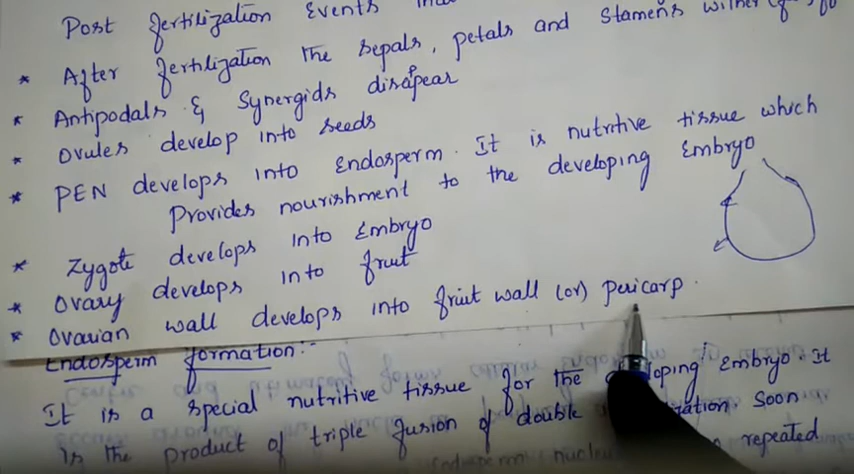 Post fertilization Events
* After fertilization the sepals, petals and stamens wither
* Antipodals & Synergids disapear
* Ovules develop into seeds
* PEN develops into Endosperm. It is nutritive tissue which
Provides nourishment to the developing Embryo
* Zygote develops into Embryo
* Ovary develops into fruit
* Ovarian wall develops into fruit wall (or) Pericarp.
Endosperm formation:-
It is a special nutritive tissue for the Embryo. It
is the product of triple fusion of double Soon
repeated